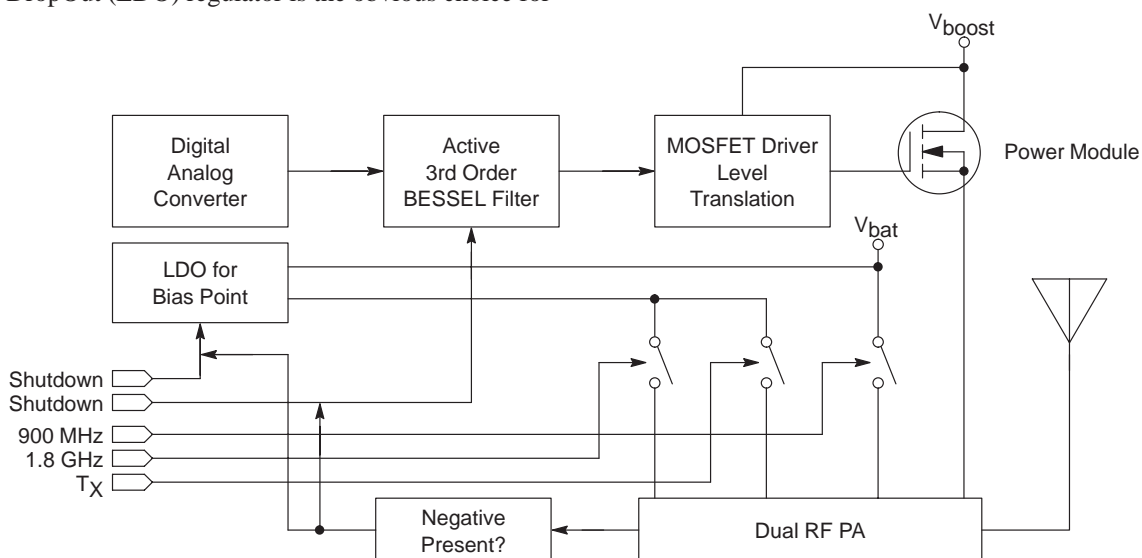 DropOut (LDO) regulator is the obvious choice for
Vboost
Digital
Analog
Converter
Active
3rd Order
BESSEL Filter
MOSFET Driver
Level
Translation
Power Module
Vbat
LDO for
Bias Point
Shutdown
Shutdown
900 MHz
1.8 GHz
TX
Negative
Present?
Dual RF PA